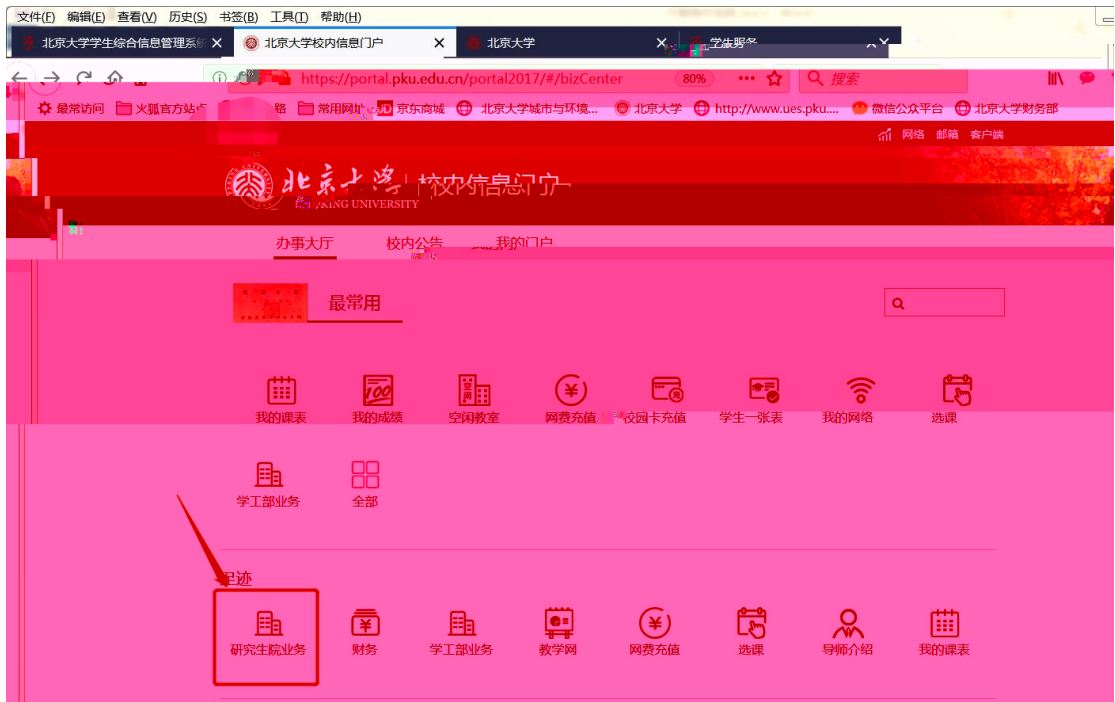 文件(F) 编辑(E) 查看(V) 历史(S) 书签(B) 工具(T) 帮助(H)
北京大学学生综合信息管理系统 北京大学校内信息门户 北京大学
https://portal.pku.edu.cn/portal2017/#/bizCenter 80% 搜索
最常访问 火狐官方站点 常用网址 JD 京东商城 北京大学城市与环境... 北京大学 http://www.ues.pku.... 微信公众平台 北京大学财务部
网络 邮箱 客户端
北京大学 校内信息门户
PEKING UNIVERSITY
办事大厅 校内公告 我的门户
最常用
我的课表 我的成绩 空闲教室 网费充值 校园卡充值 学生一张表 我的网络 选课
学工部业务 全部
足迹
研究生院业务 财务 学工部业务 教学网 网费充值 选课 导师介绍 我的课表